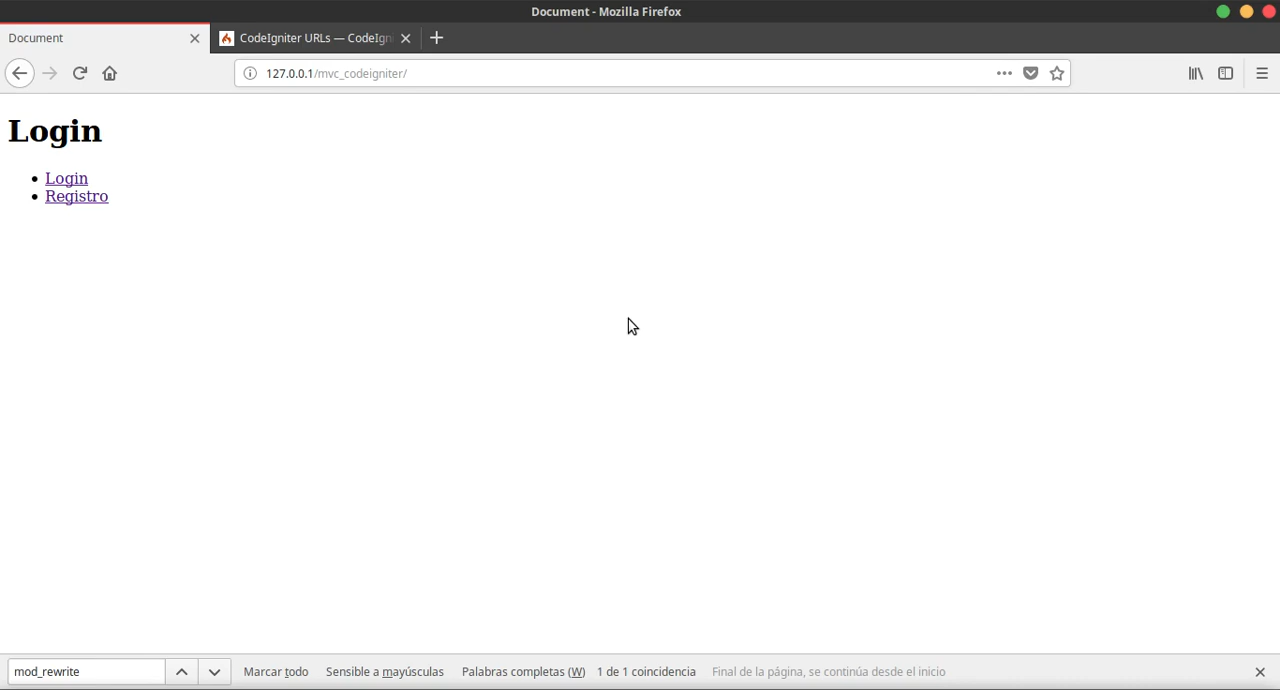 Document - Mozilla Firefox
Document
CodeIgniter URLs — CodeIgn
127.0.0.1/mvc_codeigniter/
Login
Login
Registro
mod_rewrite
Marcar todo
Sensible a mayúsculas
Palabras completas (W)
1 de 1 coincidencia
Final de la página, se continúa desde el inicio